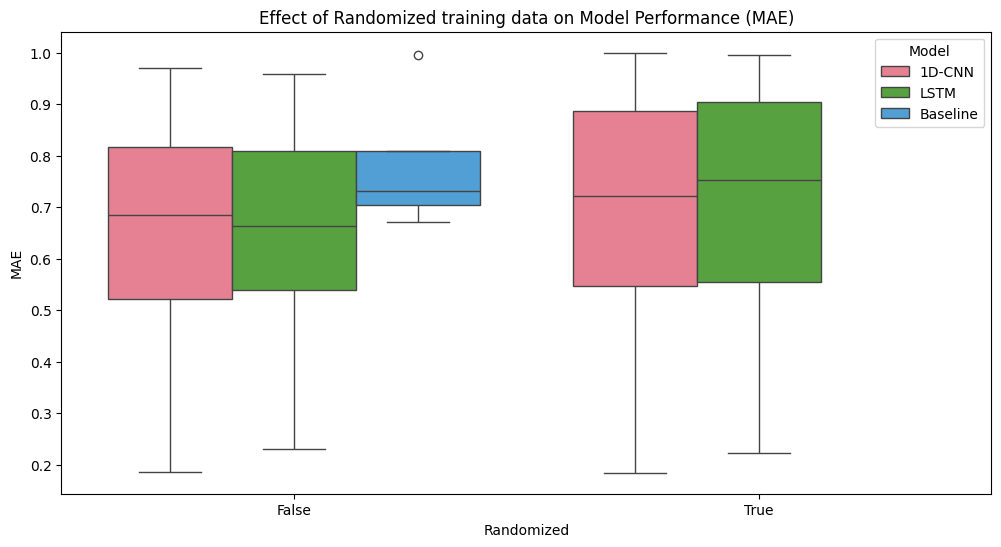 Effect of Randomized training data on Model Performance (MAE)
Model
1D-CNN
LSTM
Baseline
MAE
1.0
0.9
0.8
0.7
0.6
0.5
0.4
0.3
0.2
False
True
Randomized